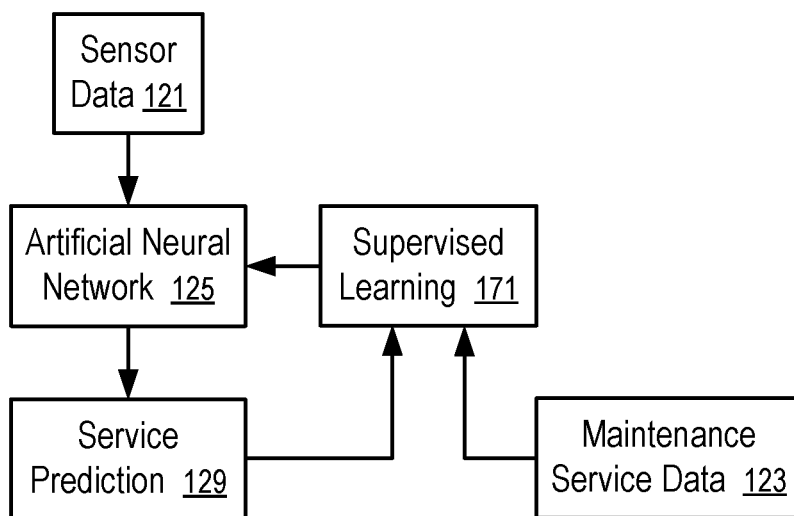 Sensor
Data 121
Artificial Neural
Network 125
Supervised
Learning 171
Service
Prediction 129
Maintenance
Service Data 123